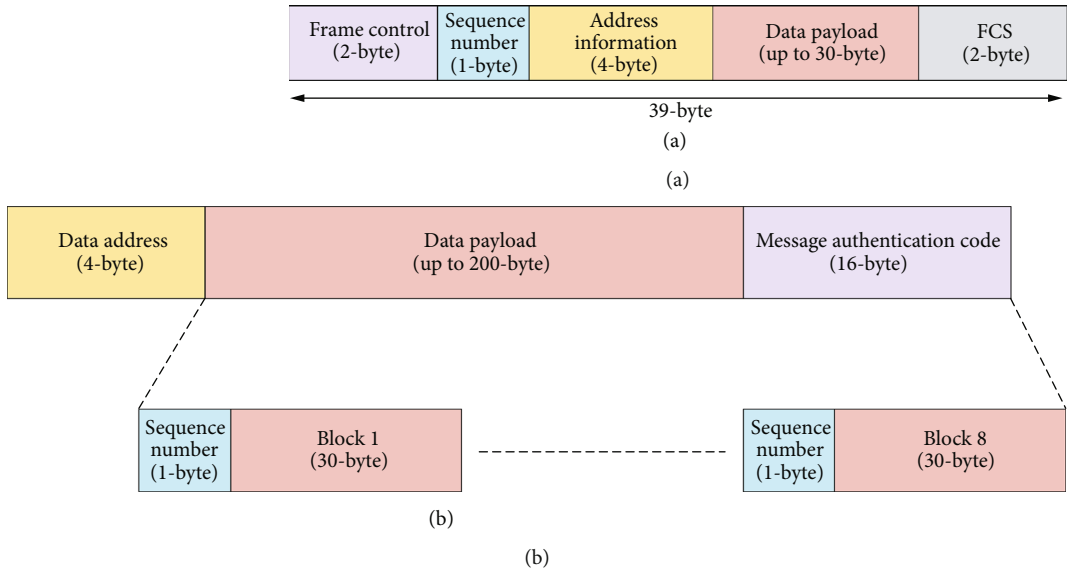 Frame control
(2-byte)
Sequence
number
(1-byte)
Address
information
(4-byte)
Data payload
(up to 30-byte)
FCS
(2-byte)
39-byte
(a)
(a)
Data address
(4-byte)
Data payload
(up to 200-byte)
Message authentication code
(16-byte)
Sequence
number
(1-byte)
Block 1
(30-byte)
Sequence
number
(1-byte)
Block 8
(30-byte)
(b)
(b)